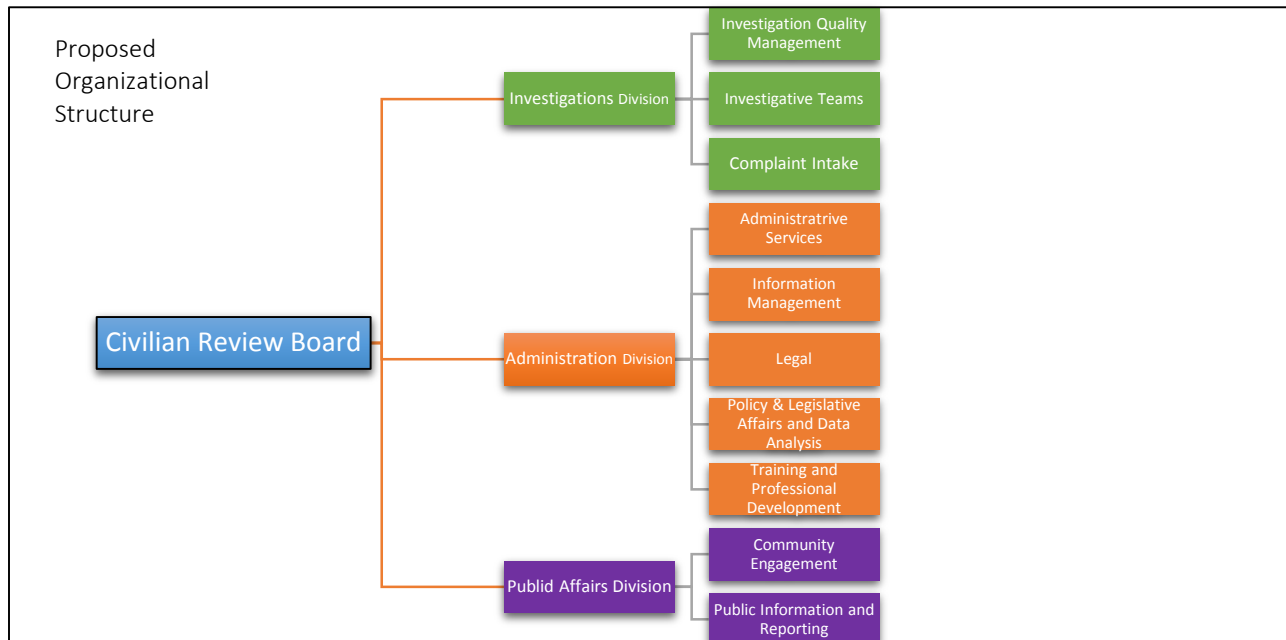 Proposed
Organizational
Structure
Civilian Review Board
Investigations Division
Investigation Quality
Management
Investigative Teams
Complaint Intake
Administration Division
Administratrive
Services
Information
Management
Legal
Policy & Legislative
Affairs and Data
Analysis
Training and
Professional
Development
Publid Affairs Division
Community
Engagement
Public Information and
Reporting